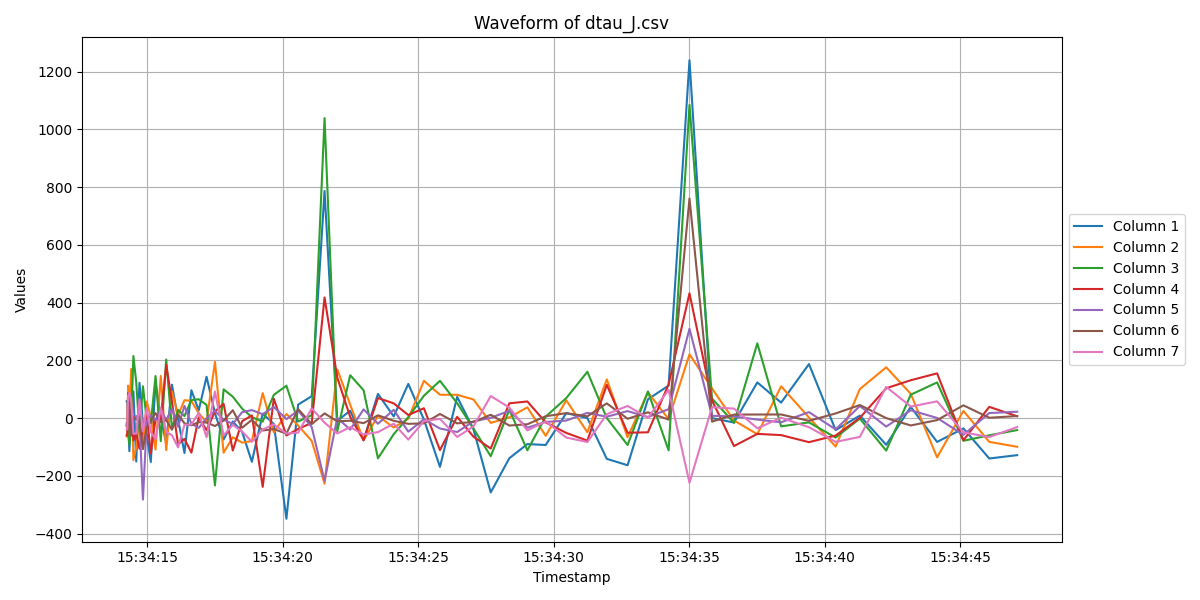 Waveform of dtau_J.csv
Values
1200
1000
800
600
400
200
0
−200
−400
15:34:15
15:34:20
15:34:25
15:34:30
15:34:35
15:34:40
15:34:45
Timestamp
Column 1
Column 2
Column 3
Column 4
Column 5
Column 6
Column 7